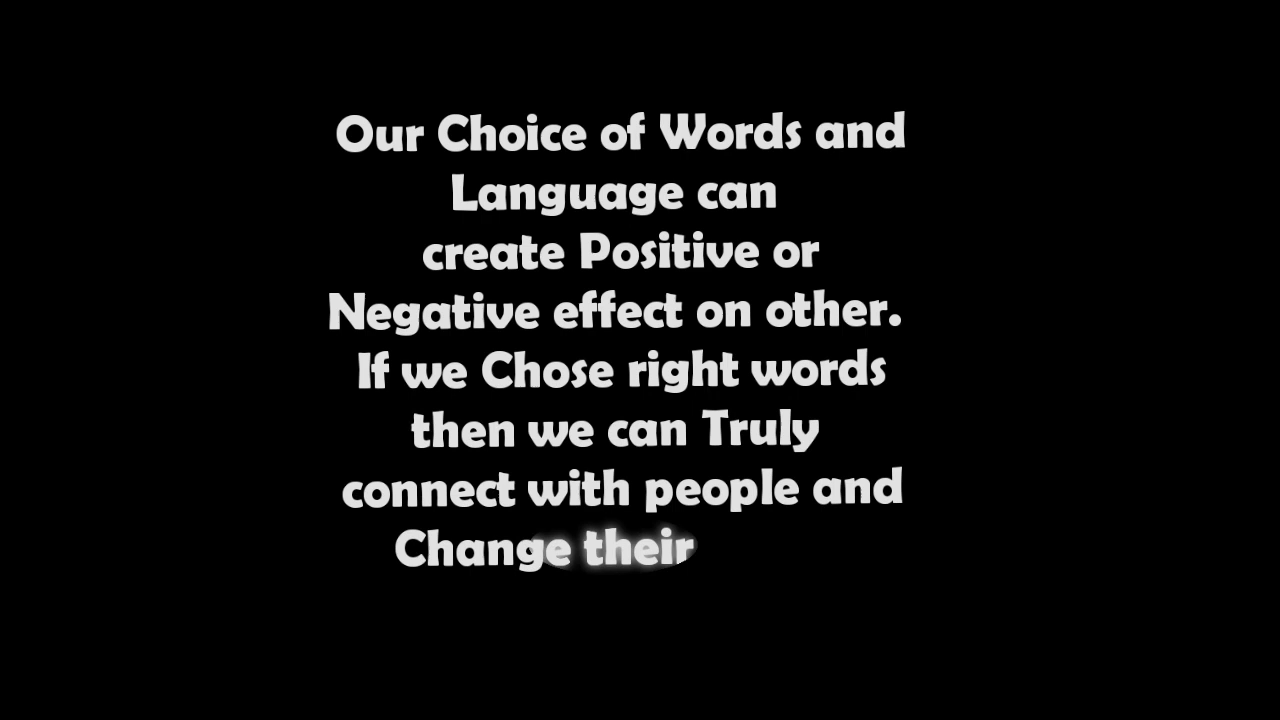 Our Choice of Words and
Language can
create Positive or
Negative effect on other.
If we Chose right words
then we can Truly
connect with people and
Change their